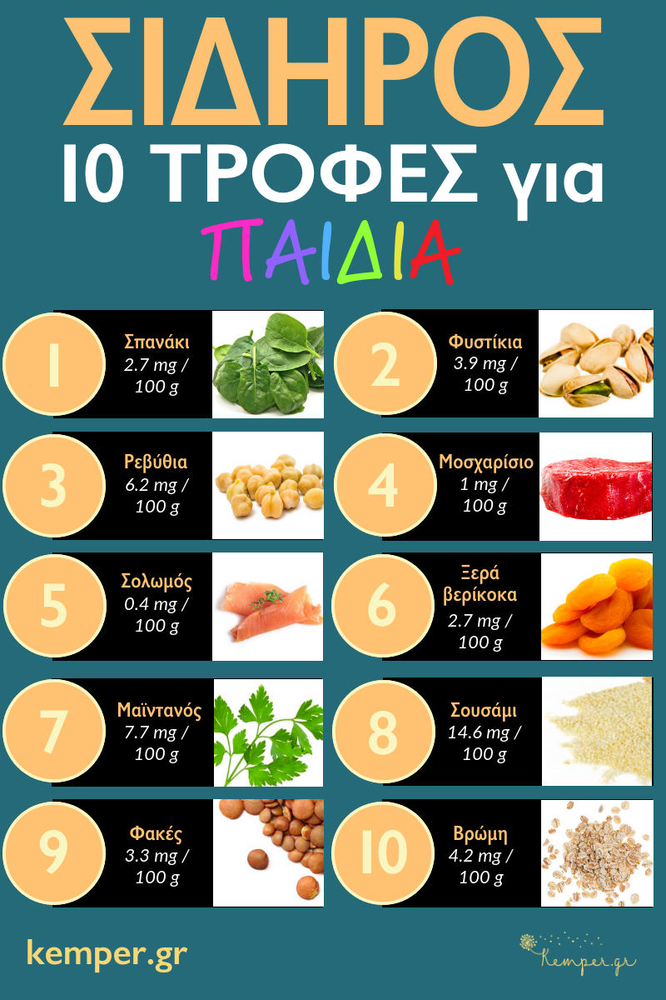 ΣΙΔΗΡΟΣ
10 ΤΡΟΦΕΣ για
ΠΑΙΔΙΑ
1
Σπανάκι
2.7 mg /
100 g
2
Φυστίκια
3.9 mg /
100 g
3
Ρεβύθια
6.2 mg /
100 g
4
Μοσχαρίσιο
1 mg /
100 g
5
Σολωμός
0.4 mg /
100 g
6
Ξερά
βερίκοκα
2.7 mg /
100 g
7
Μαϊντανός
7.7 mg /
100 g
8
Σουσάμι
14.6 mg /
100 g
9
Φακές
3.3 mg /
100 g
10
Βρώμη
4.2 mg /
100 g
kemper.gr
Kemper.gr